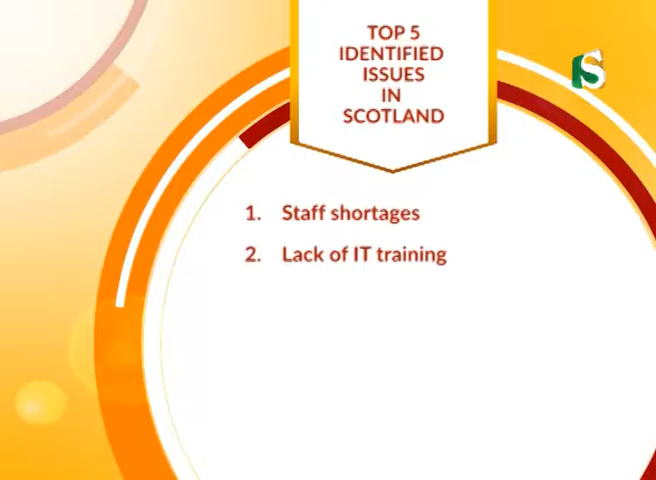 TOP 5
IDENTIFIED
ISSUES
IN
SCOTLAND
1. Staff shortages
2. Lack of IT training